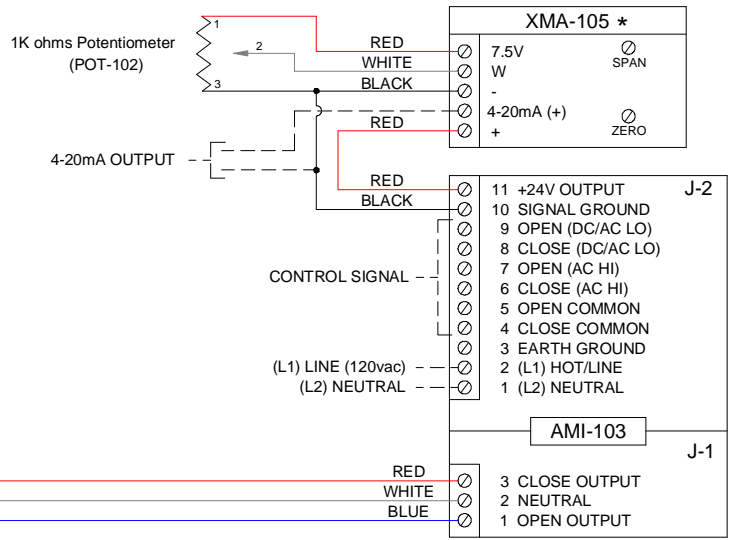 XMA-105 *
1K ohms Potentiometer
(POT-102)
1
2
3
RED
WHITE
BLACK
RED
7.5V
W
-
4-20mA (+)
+
SPAN
ZERO
4-20mA OUTPUT
RED
BLACK
J-2
11 +24V OUTPUT
10 SIGNAL GROUND
9 OPEN (DC/AC LO)
8 CLOSE (DC/AC LO)
7 OPEN (AC HI)
6 CLOSE (AC HI)
5 OPEN COMMON
4 CLOSE COMMON
3 EARTH GROUND
2 (L1) HOT/LINE
1 (L2) NEUTRAL
CONTROL SIGNAL
(L1) LINE (120vac)
(L2) NEUTRAL
AMI-103
J-1
RED
WHITE
BLUE
3 CLOSE OUTPUT
2 NEUTRAL
1 OPEN OUTPUT